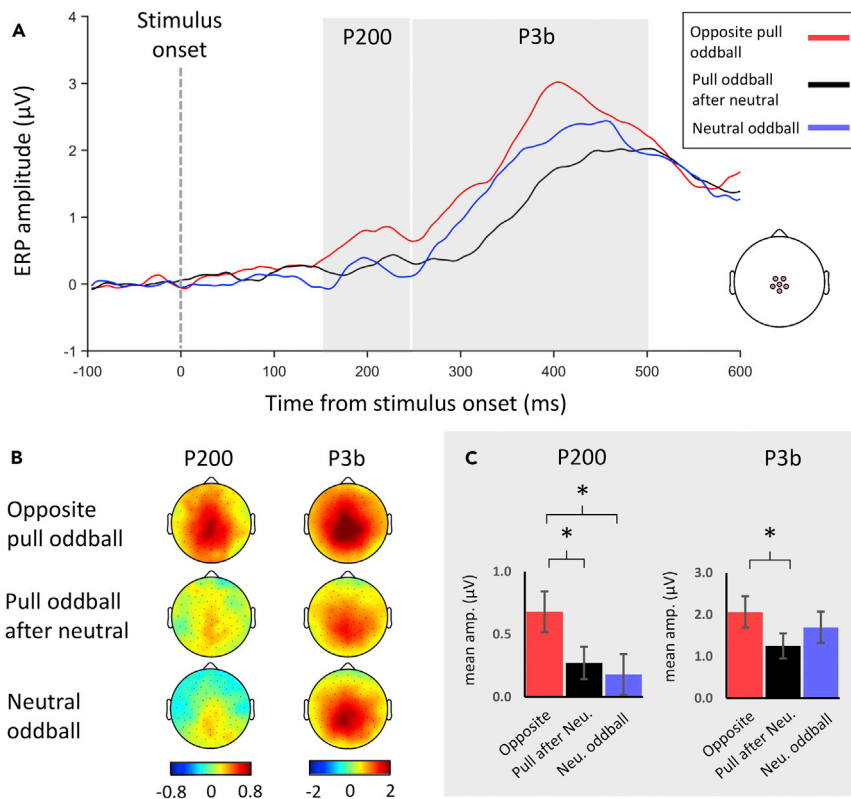 A
Stimulus
onset
P200
P3b
Opposite pull
oddball
Pull oddball
after neutral
Neutral oddball
ERP amplitude (μV)
4
3
2
1
0
-1
-100
0
100
200
300
400
500
600
Time from stimulus onset (ms)
B
P200
P3b
Opposite
pull oddball
Pull oddball
after neutral
Neutral
oddball
-0.8
0
0.8
-2
0
2
C
P200
P3b
*
*
*
mean amp. (μV)
1.0
0.5
0.0
Opposite
Pull after Neu.
Neu. oddball
mean amp. (μV)
3.0
2.0
1.0
0.0
Opposite
Pull after Neu.
Neu. oddball